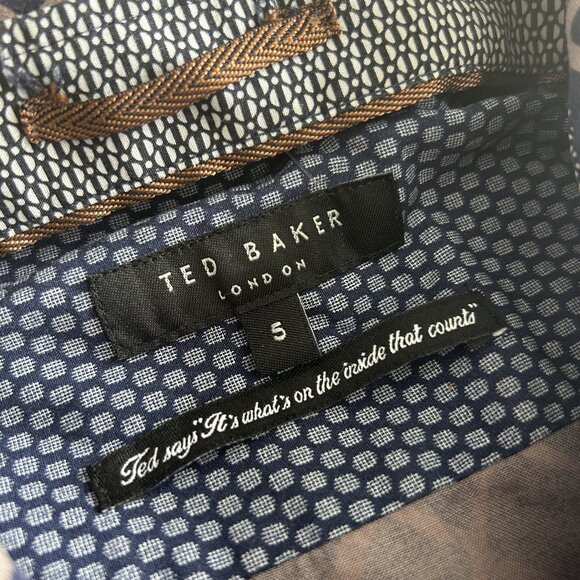 TED BAKER
LONDON
5
Ted says "It's what's on the inside that counts"